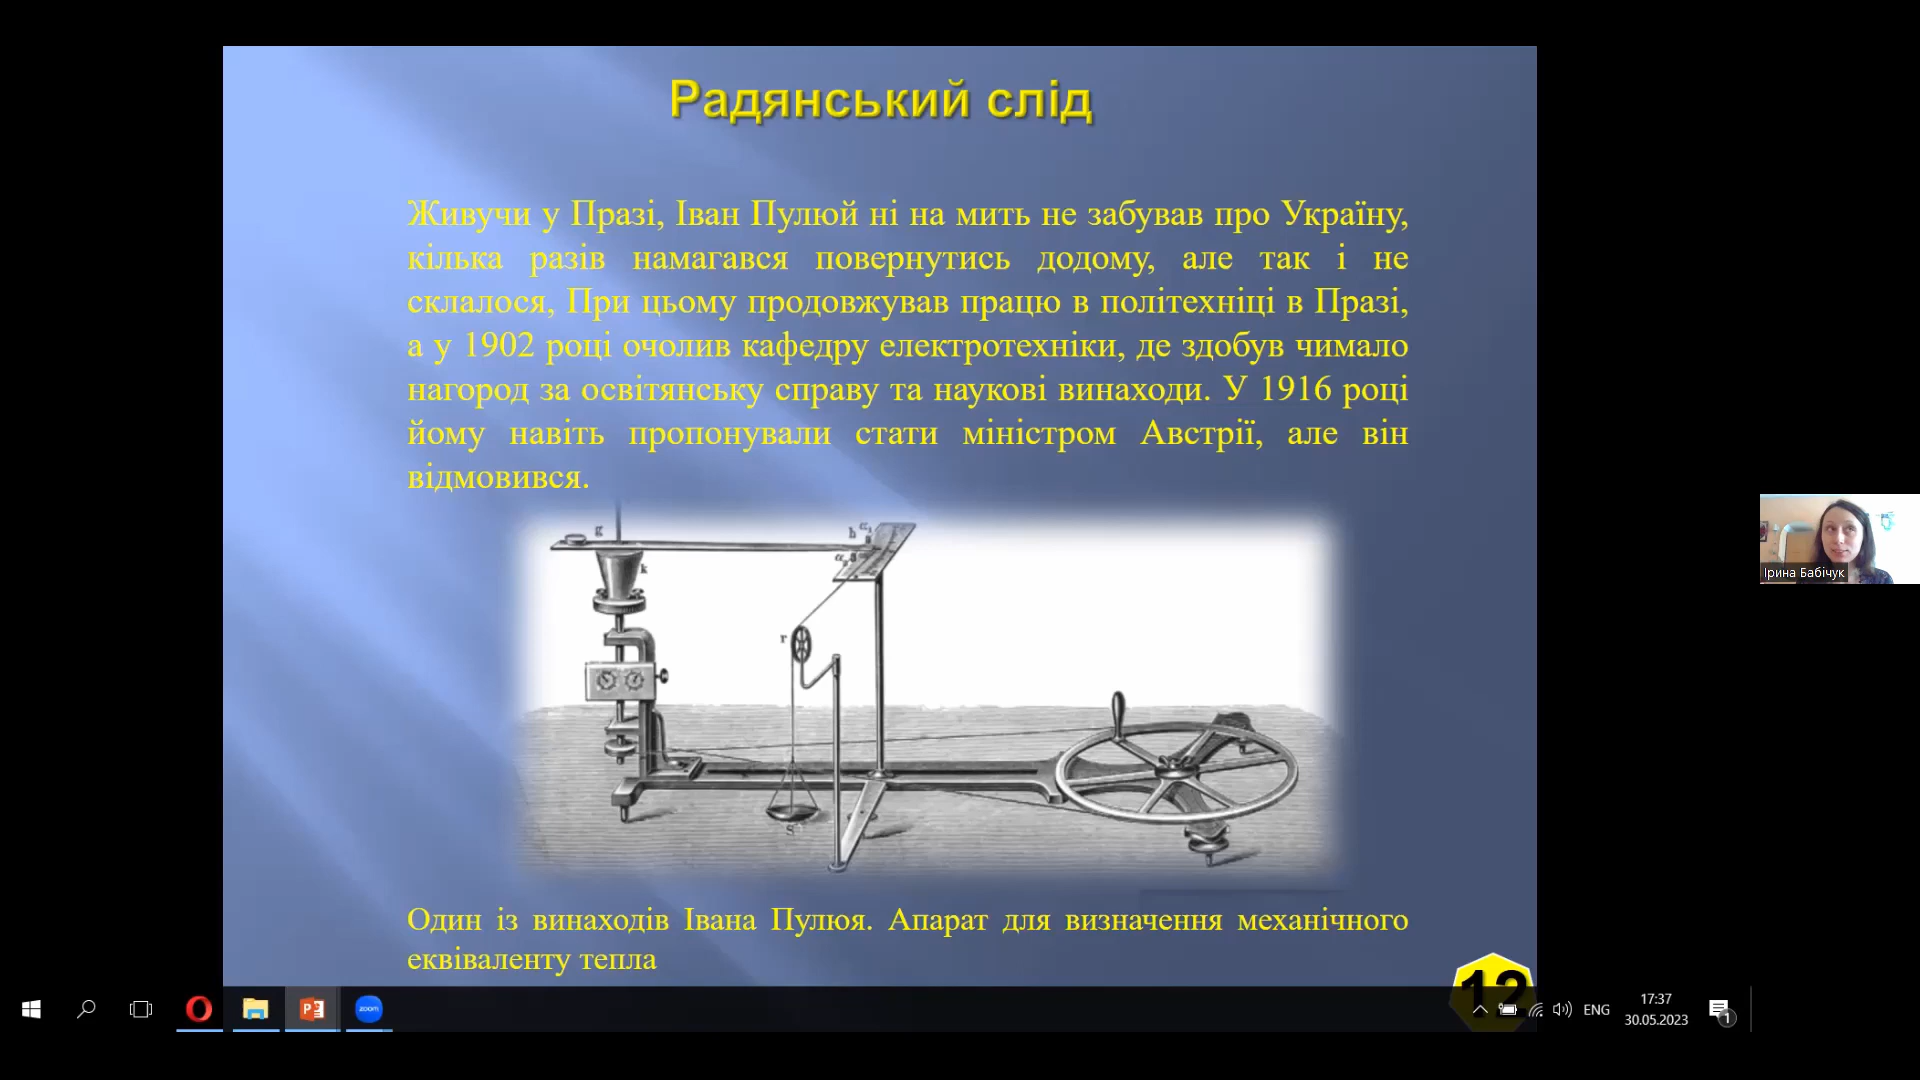 Радянський слід
Живучи у Празі, Іван Пулюй ні на мить не забував про Україну,
кілька разів намагався повернутись додому, але так і не
склалося, При цьому продовжував працю в політехніці в Празі,
а у 1902 році очолив кафедру електротехніки, де здобув чимало
нагород за освітянську справу та наукові винаходи. У 1916 році
йому навіть пропонували стати міністром Австрії, але він
відмовився.
g
h
k
r
S
Один із винаходів Івана Пулюя. Апарат для визначення механічного
еквіваленту тепла
12
Ірина Бабічук
zoom
ENG
17:37
30.05.2023
1